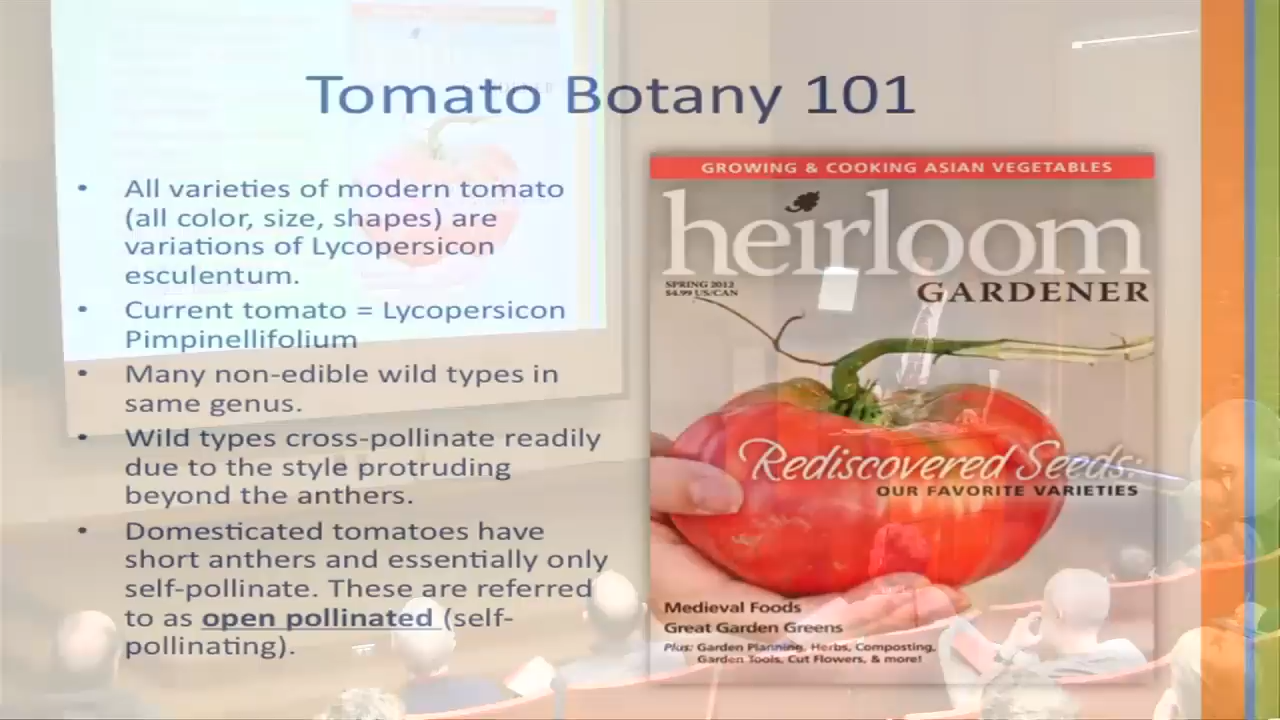 Tomato Botany 101
• All varieties of modern tomato
(all color, size, shapes) are
variations of Lycopersicon
esculentum.
• Current tomato = Lycopersicon
Pimpinellifolium
• Many non-edible wild types in
same genus.
• Wild types cross-pollinate readily
due to the style protruding
beyond the anthers.
• Domesticated tomatoes have
short anthers and essentially only
self-pollinate. These are referred
to as open pollinated (self-
pollinating).
GROWING & COOKING ASIAN VEGETABLES
heirloom
SPRING 2012
$4.99 US/CAN
GARDENER
Rediscovered Seeds:
OUR FAVORITE VARIETIES
Medieval Foods
Great Garden Greens
Plus: Garden Planning, Herbs, Composting,
Garden Tools, Cut Flowers, & more!